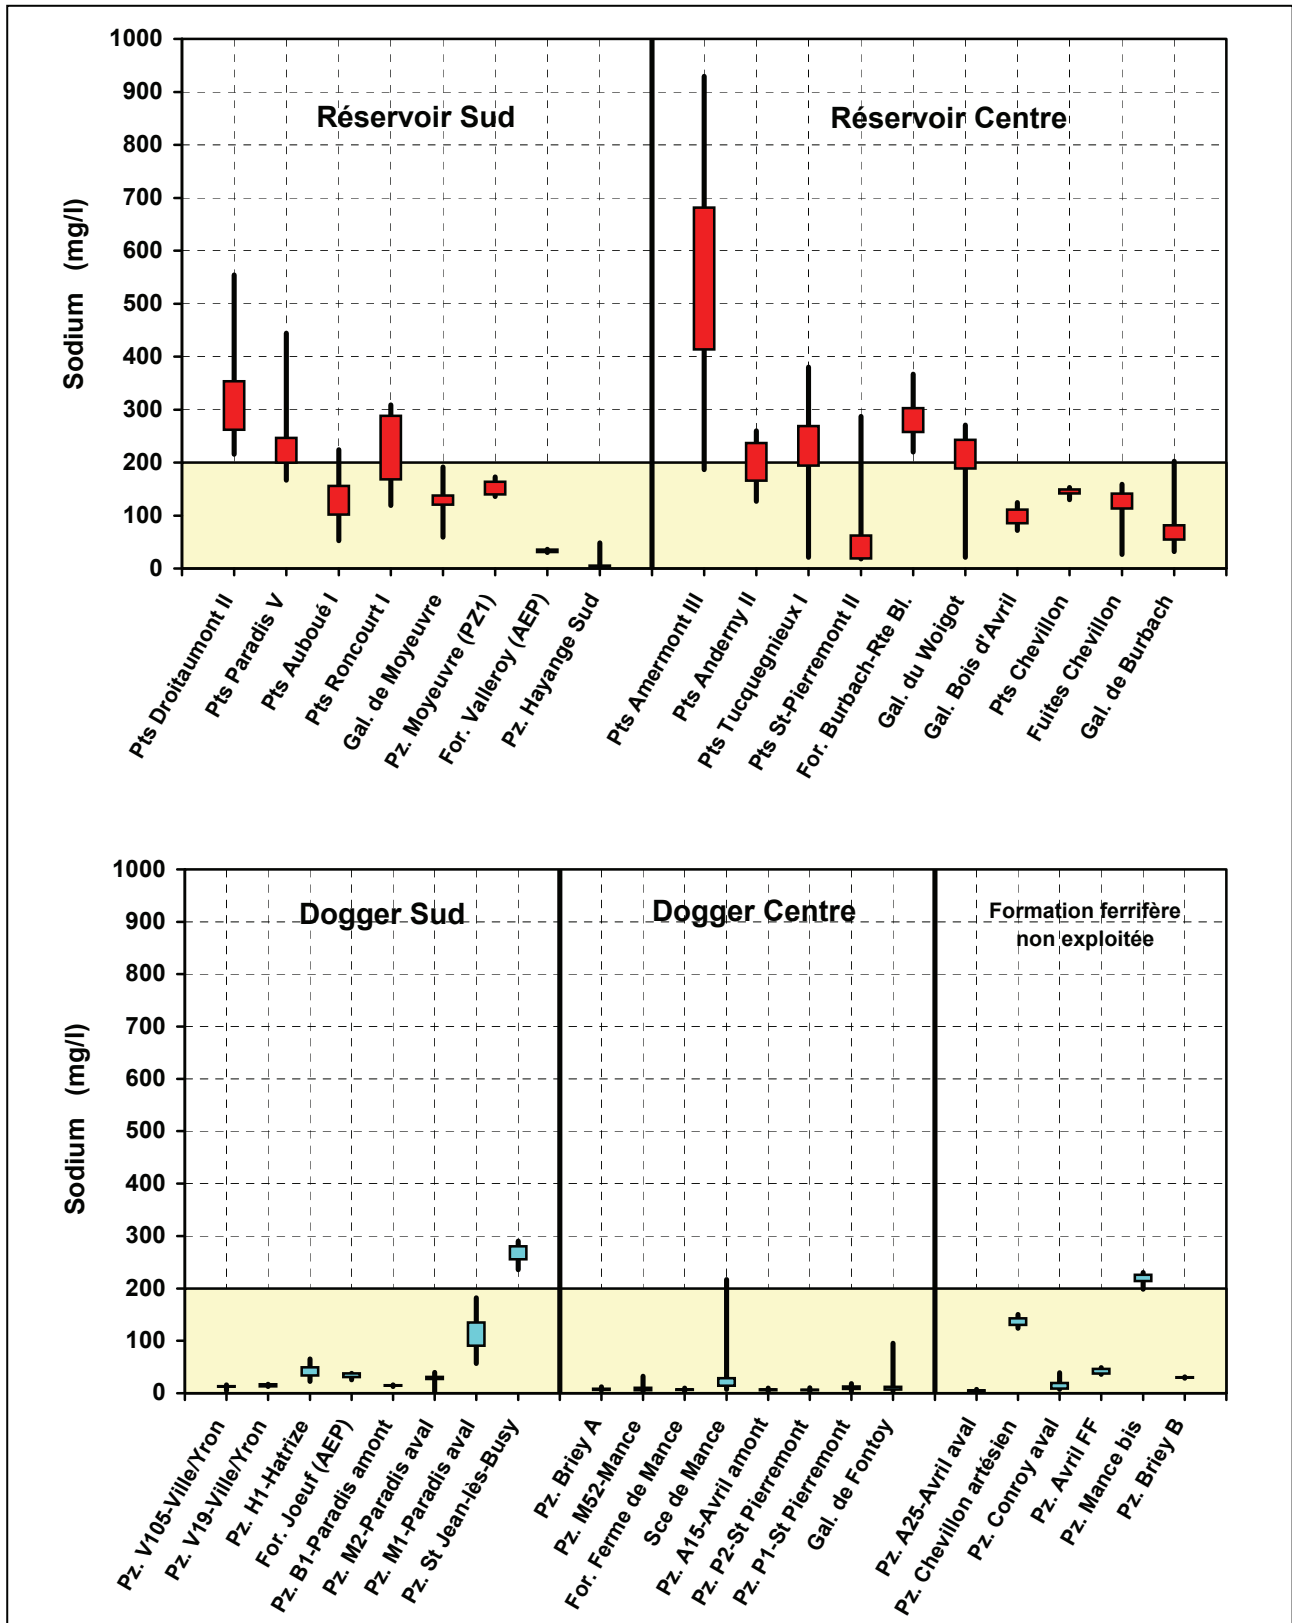 1000
900
800
700
600
500
400
300
200
100
0
Sodium (mg/l)
Réservoir Sud
Réservoir Centre
Pts Droitaumont II
Pts Paradis V
Pts Auboué I
Pts Roncourt I
Gal. de Moyeuvre
Pz. Moyeuvre (PZ1)
For. Valleroy (AEP)
Pz. Hayange Sud
Pts Amermont III
Pts Anderny II
Pts Tucquegnieux I
Pts St-Pierremont II
For. Burbach-Rte Bl.
Gal. du Woigot
Gal. Bois d'Avril
Pts Chevillon
Fuites Chevillon
Gal. de Burbach
1000
900
800
700
600
500
400
300
200
100
0
Sodium (mg/l)
Dogger Sud
Dogger Centre
Formation ferrifère
non exploitée
Pz. V105-Ville/Yron
Pz. V19-Ville/Yron
Pz. H1-Hatrize
For. Joeuf (AEP)
Pz. B1-Paradis amont
Pz. M2-Paradis aval
Pz. M1-Paradis aval
Pz. St Jean-lès-Busy
Pz. Briey A
Pz. M52-Mance
For. Ferme de Mance
Sce de Mance
Pz. A15-Avril amont
Pz. P2-St Pierremont
Pz. P1-St Pierremont
Gal. de Fontoy
Pz. A25-Avril aval
Pz. Chevillon artésien
Pz. Conroy aval
Pz. Avril FF
Pz. Mance bis
Pz. Briey B